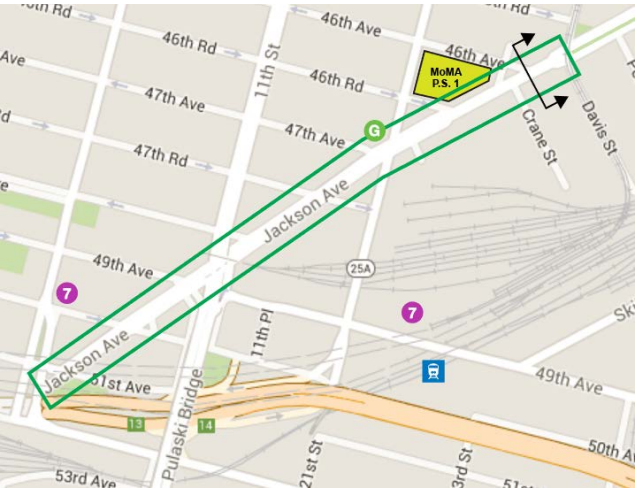 46th Ave
46th Rd
46th Ave
Ave
11th St
46th Rd
MoMA
P.S. 1
47th Ave
47th Ave
G
Crane St
Davis St
47th Rd
Jackson Ave
49th Ave
25A
7
7
11th Pl
Jackson Ave
51st Ave
49th Ave
13
14
Pulaski Bridge
21st St
50th Av
53rd Ave